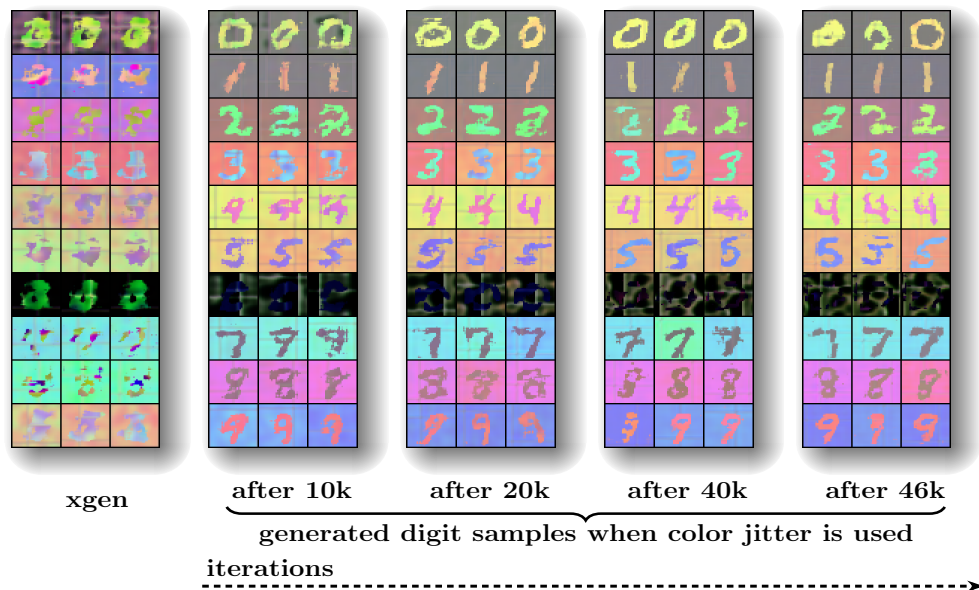 xgen
after 10k
after 20k
after 40k
after 46k
generated digit samples when color jitter is used
iterations